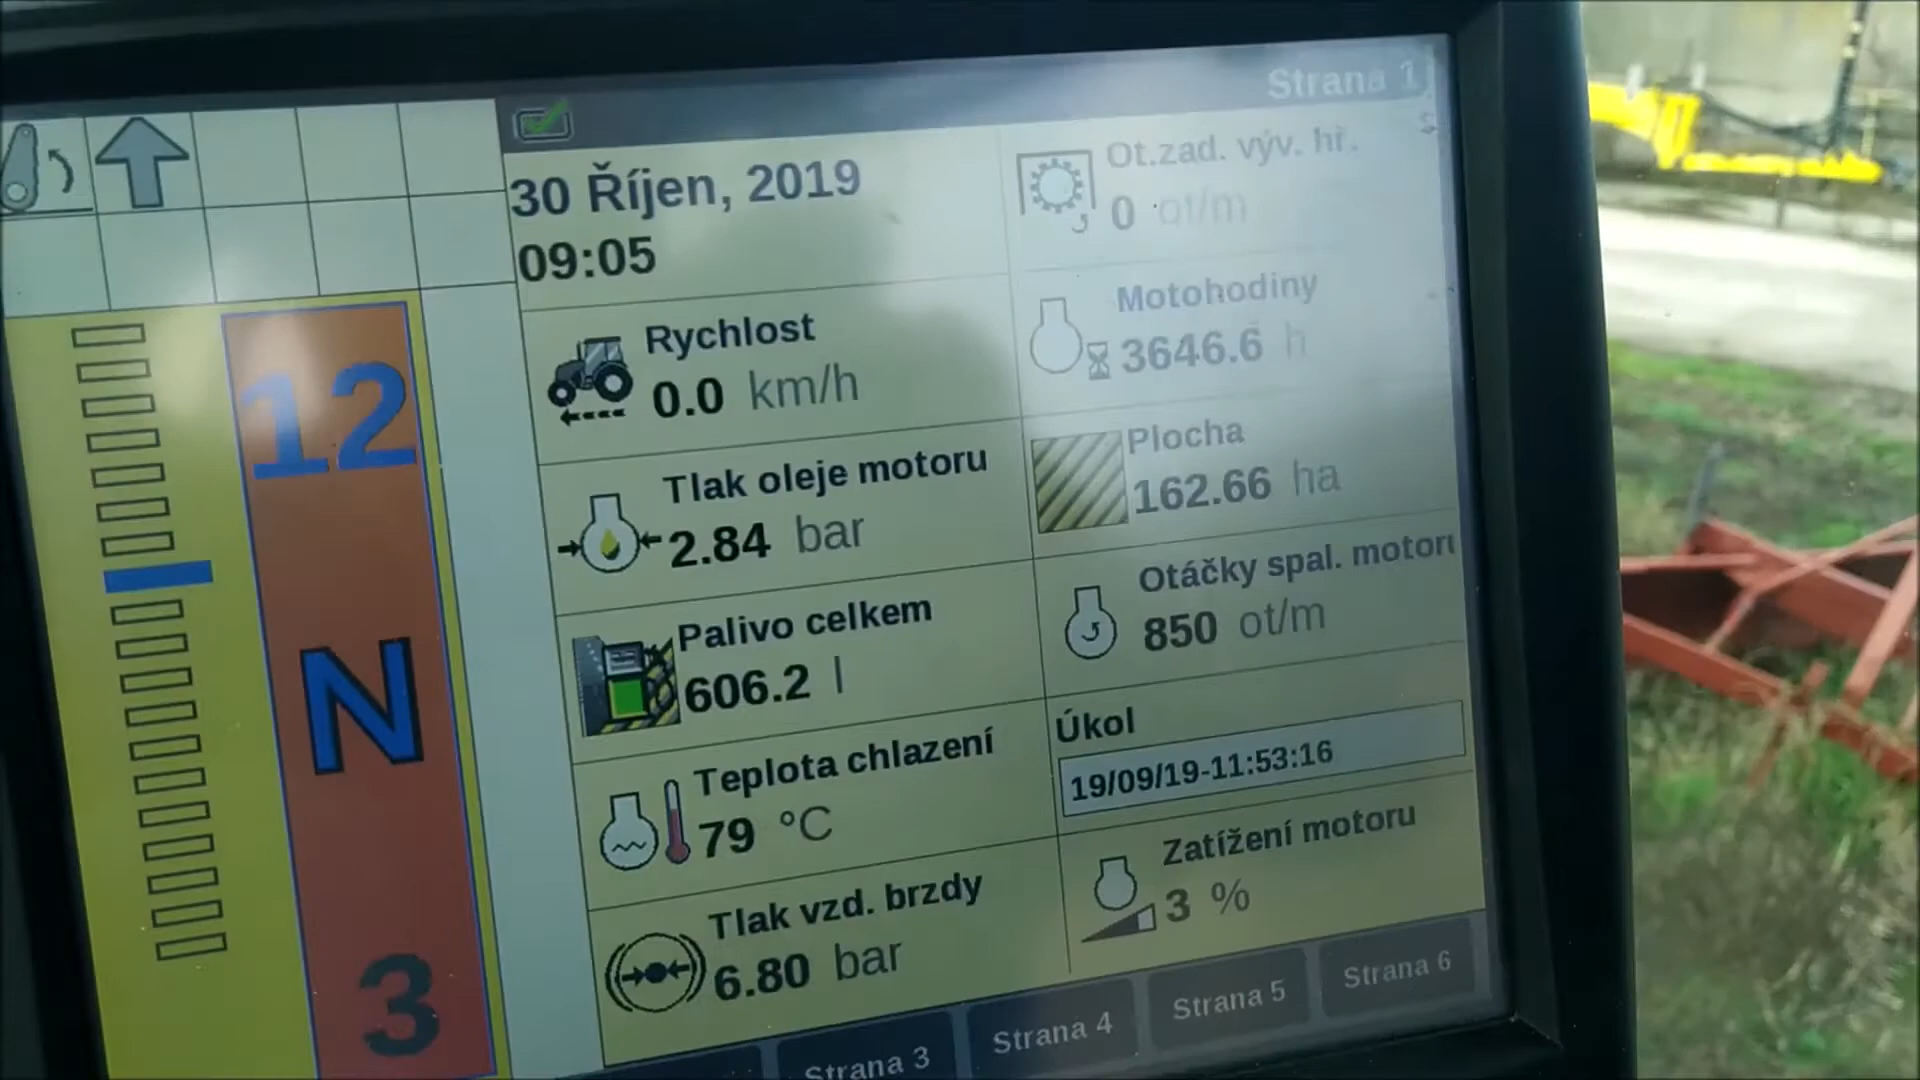 Strana 1
30 Říjen, 2019
09:05
Ot.zad. výv. hř.
0 ot/m
Rychlost
0.0 km/h
Motohodiny
3646.6 h
Tlak oleje motoru
2.84 bar
Plocha
162.66 ha
Palivo celkem
606.2 l
Otáčky spal. motoru
850 ot/m
Teplota chlazení
79 °C
Úkol
19/09/19-11:53:16
Tlak vzd. brzdy
6.80 bar
Zatížení motoru
3 %
12
N
3
Strana 3
Strana 4
Strana 5
Strana 6